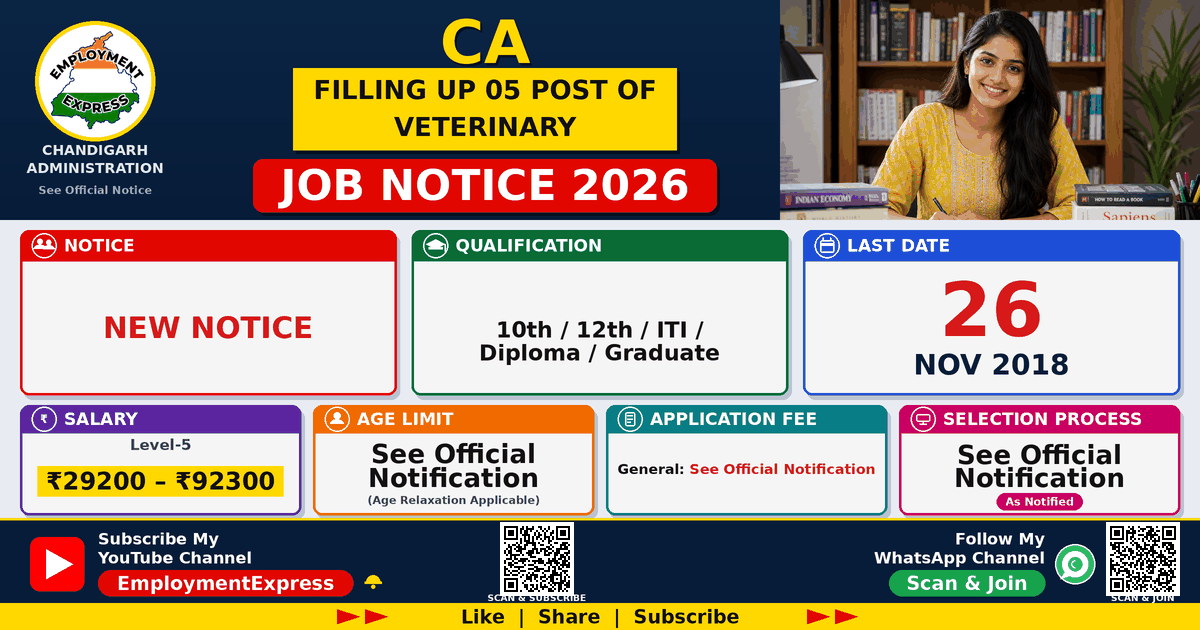 EMPLOYMENT
EXPRESS
CHANDIGARH
ADMINISTRATION
See Official Notice
CA
FILLING UP 05 POST OF
VETERINARY
JOB NOTICE 2026
INDIAN ECONOMY
HOW TO READ A BOOK
Sapiens
NOTICE
NEW NOTICE
QUALIFICATION
10th / 12th / ITI /
Diploma / Graduate
LAST DATE
26
NOV 2018
₹ SALARY
Level-5
₹29200 – ₹92300
AGE LIMIT
See Official
Notification
(Age Relaxation Applicable)
APPLICATION FEE
General: See Official Notification
SELECTION PROCESS
See Official
Notification
As Notified
Subscribe My
YouTube Channel
EmploymentExpress
SCAN & SUBSCRIBE
Follow My
WhatsApp Channel
Scan & Join
SCAN & JOIN
Like | Share | Subscribe